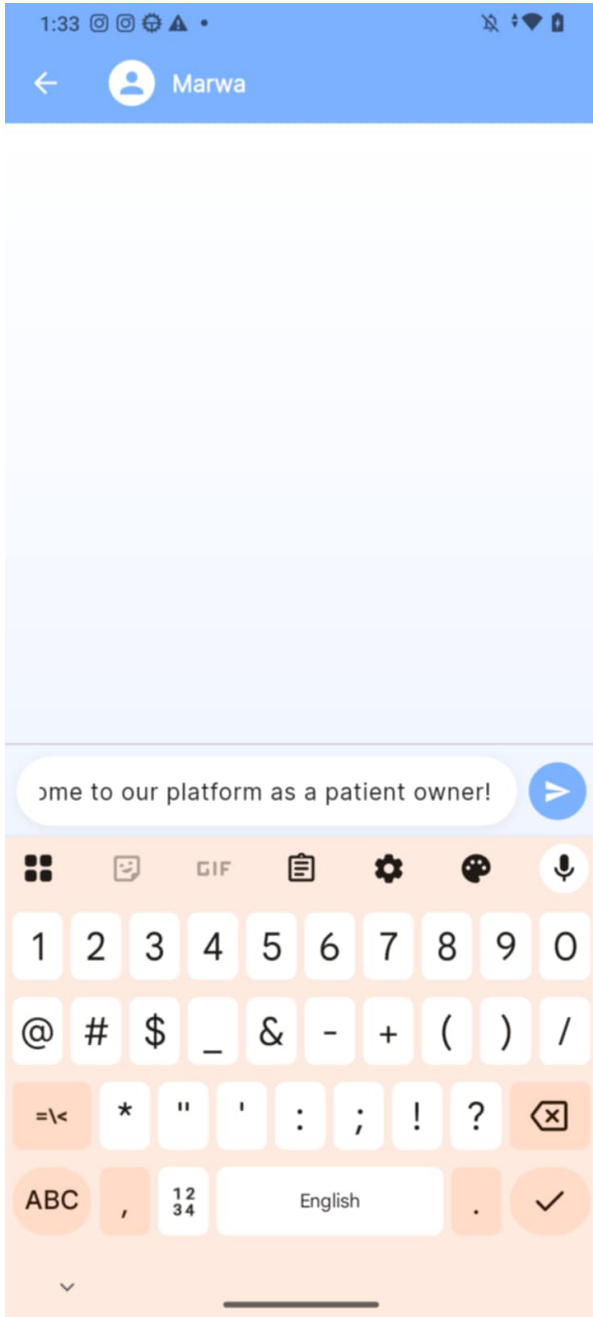 1:33
Marwa
ome to our platform as a patient owner!
GIF
1 2 3 4 5 6 7 8 9 0
@ # $ _ & - + ( ) /
=\< * " ' : ; ! ?
ABC , 12 34 English .